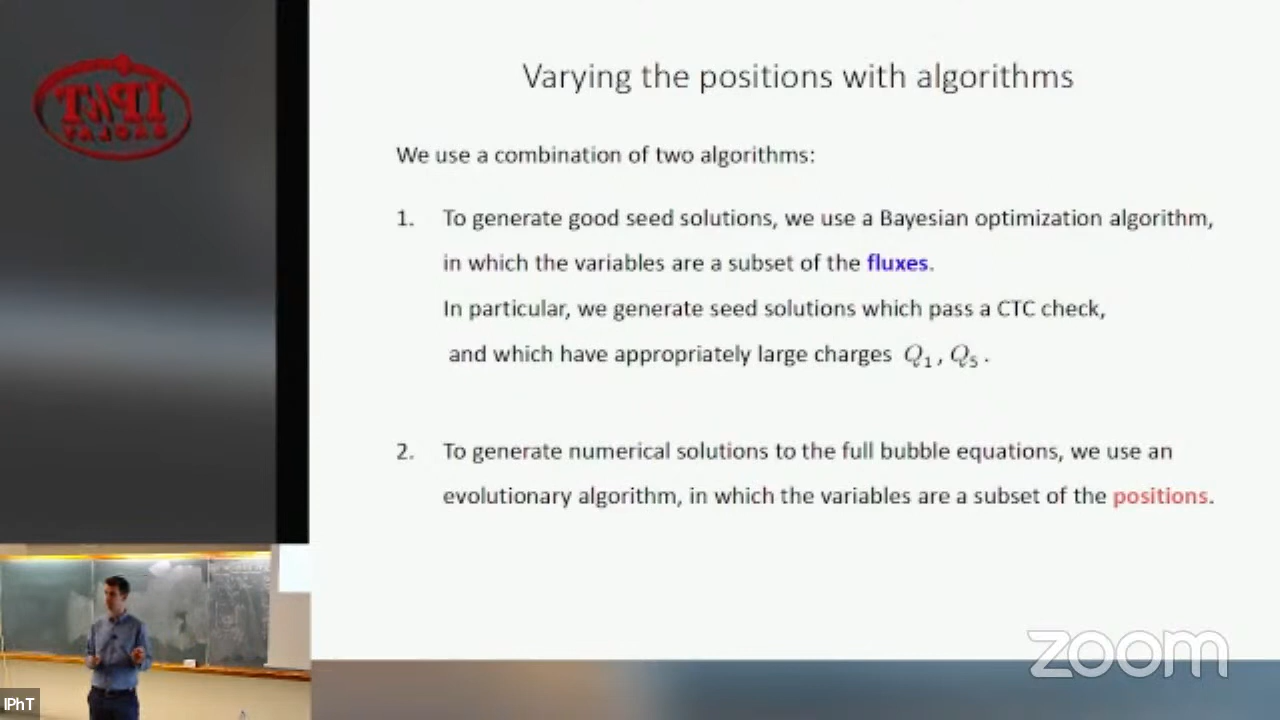 IPhT
SACLAY
Varying the positions with algorithms
We use a combination of two algorithms:
1. To generate good seed solutions, we use a Bayesian optimization algorithm,
in which the variables are a subset of the fluxes.
In particular, we generate seed solutions which pass a CTC check,
and which have appropriately large charges Q₁, Q₅.
2. To generate numerical solutions to the full bubble equations, we use an
evolutionary algorithm, in which the variables are a subset of the positions.
zoom
IPhT